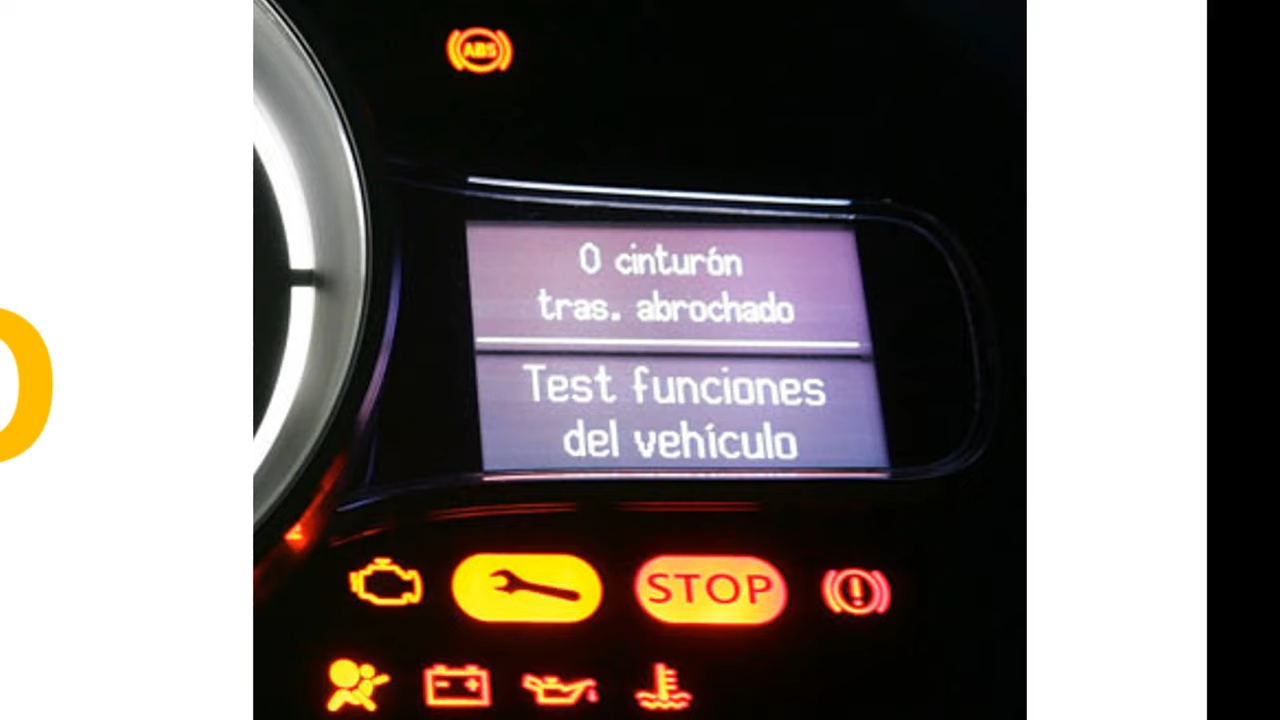 ABS
0 cinturón
tras. abrochado
Test funciones
del vehículo
STOP